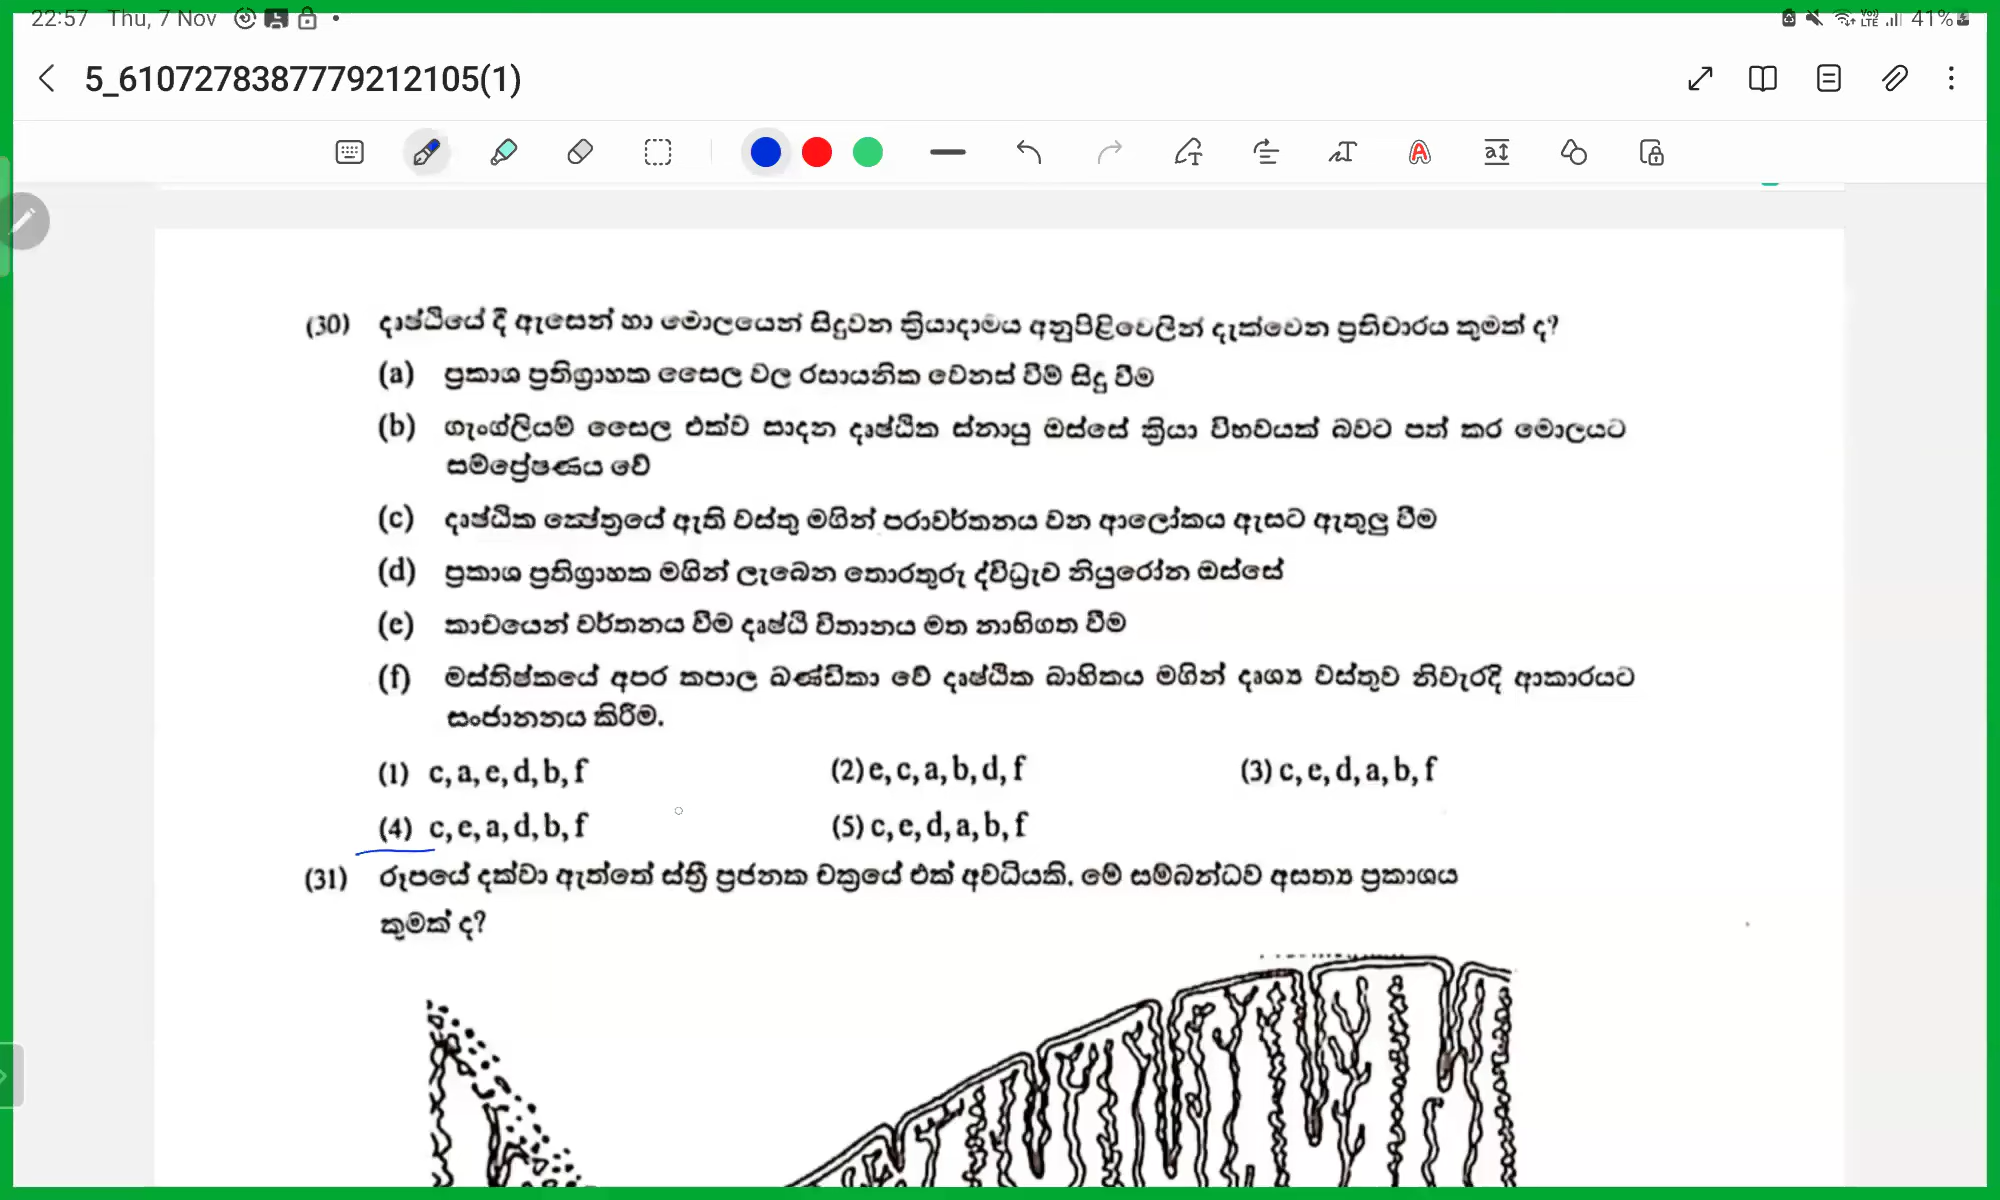 22:57 Thu, 7 Nov
41%
5_6107278387779212105(1)
(30) දෘෂ්ඨියේ දී ඇසෙන් හා මොලයෙන් සිදුවන ක්‍රියාදාමය අනුපිළිවෙලින් දැක්වෙන ප්‍රතිචාරය කුමක් ද?
(a) ප්‍රකාශ ප්‍රතිග්‍රාහක සෛල වල රසායනික වෙනස් වීම් සිදු වීම
(b) ගැංග්ලියම් සෛල එක්ව සාදන දෘෂ්ඨික ස්නායු ඔස්සේ ක්‍රියා විභවයක් බවට පත් කර මොලයට
සම්ප්‍රේෂණය වේ
(c) දෘෂ්ඨික ක්ෂේත්‍රයේ ඇති වස්තු මගින් පරාවර්තනය වන ආලෝකය ඇසට ඇතුලු වීම
(d) ප්‍රකාශ ප්‍රතිග්‍රාහක මගින් ලැබෙන තොරතුරු ද්විධ්‍රැව නියුරෝන ඔස්සේ
(e) කාචයෙන් වර්තනය වීම දෘෂ්ඨි විතානය මත නාභිගත වීම
(f) මස්තිෂ්කයේ අපර කපාල ඛණ්ඩිකා වේ දෘෂ්ඨික බාහිකය මගින් දෘශ්‍ය වස්තුව නිවැරදි ආකාරයට
සංජානනය කිරීම.
(1) c, a, e, d, b, f (2) e, c, a, b, d, f (3) c, e, d, a, b, f
(4) c, e, a, d, b, f (5) c, e, d, a, b, f
(31) රූපයේ දක්වා ඇත්තේ ස්ත්‍රී ප්‍රජනක චක්‍රයේ එක් අවධියකි. මේ සම්බන්ධව අසත්‍ය ප්‍රකාශය
කුමක් ද?